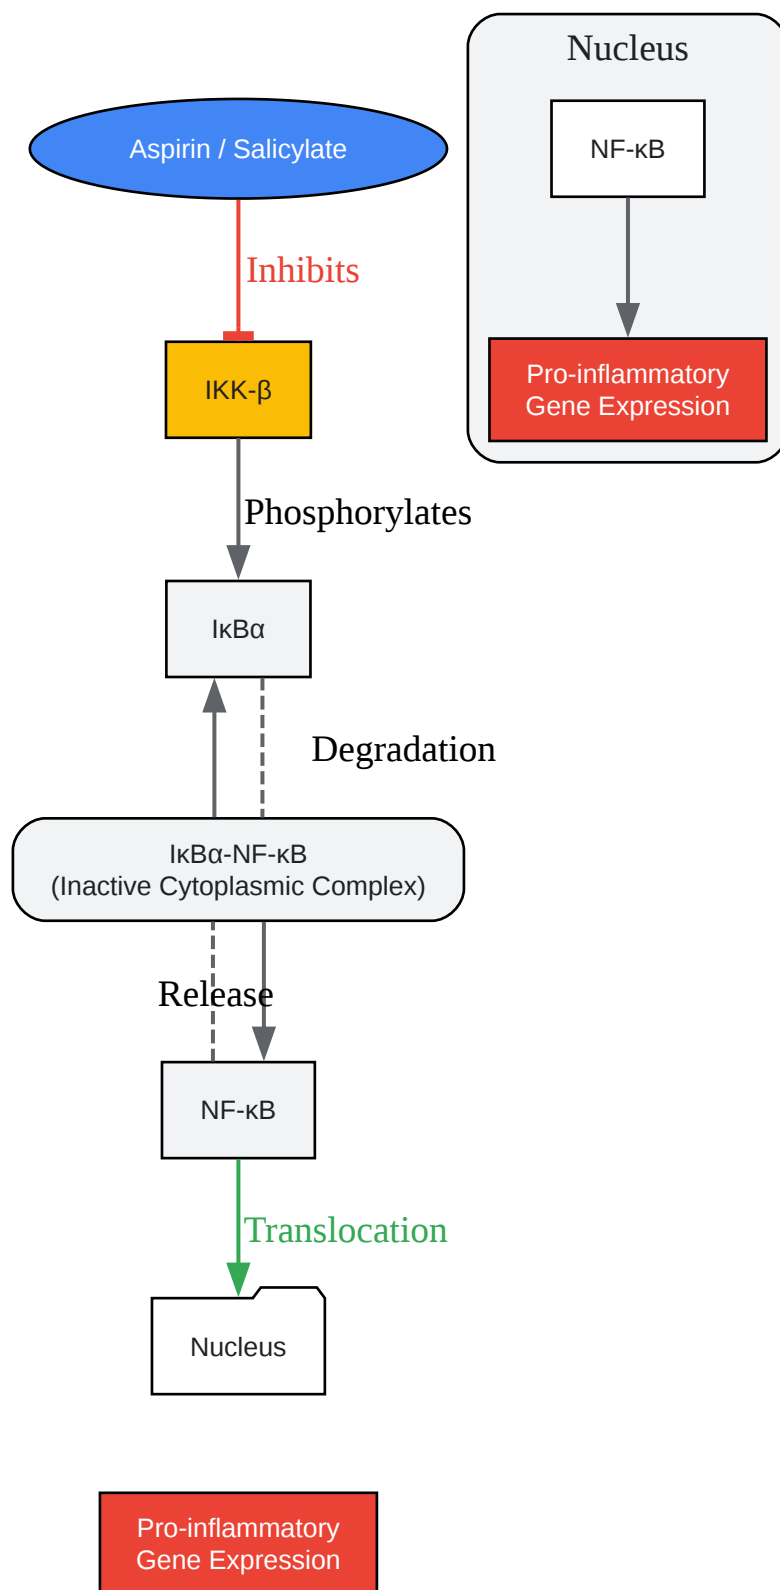 Nucleus
NF-κB
Pro-inflammatory
Gene Expression
Aspirin / Salicylate
Inhibits
IKK-β
Phosphorylates
IκBα
Degradation
IκBα-NF-κB
(Inactive Cytoplasmic Complex)
Release
NF-κB
Translocation
Nucleus
Pro-inflammatory
Gene Expression